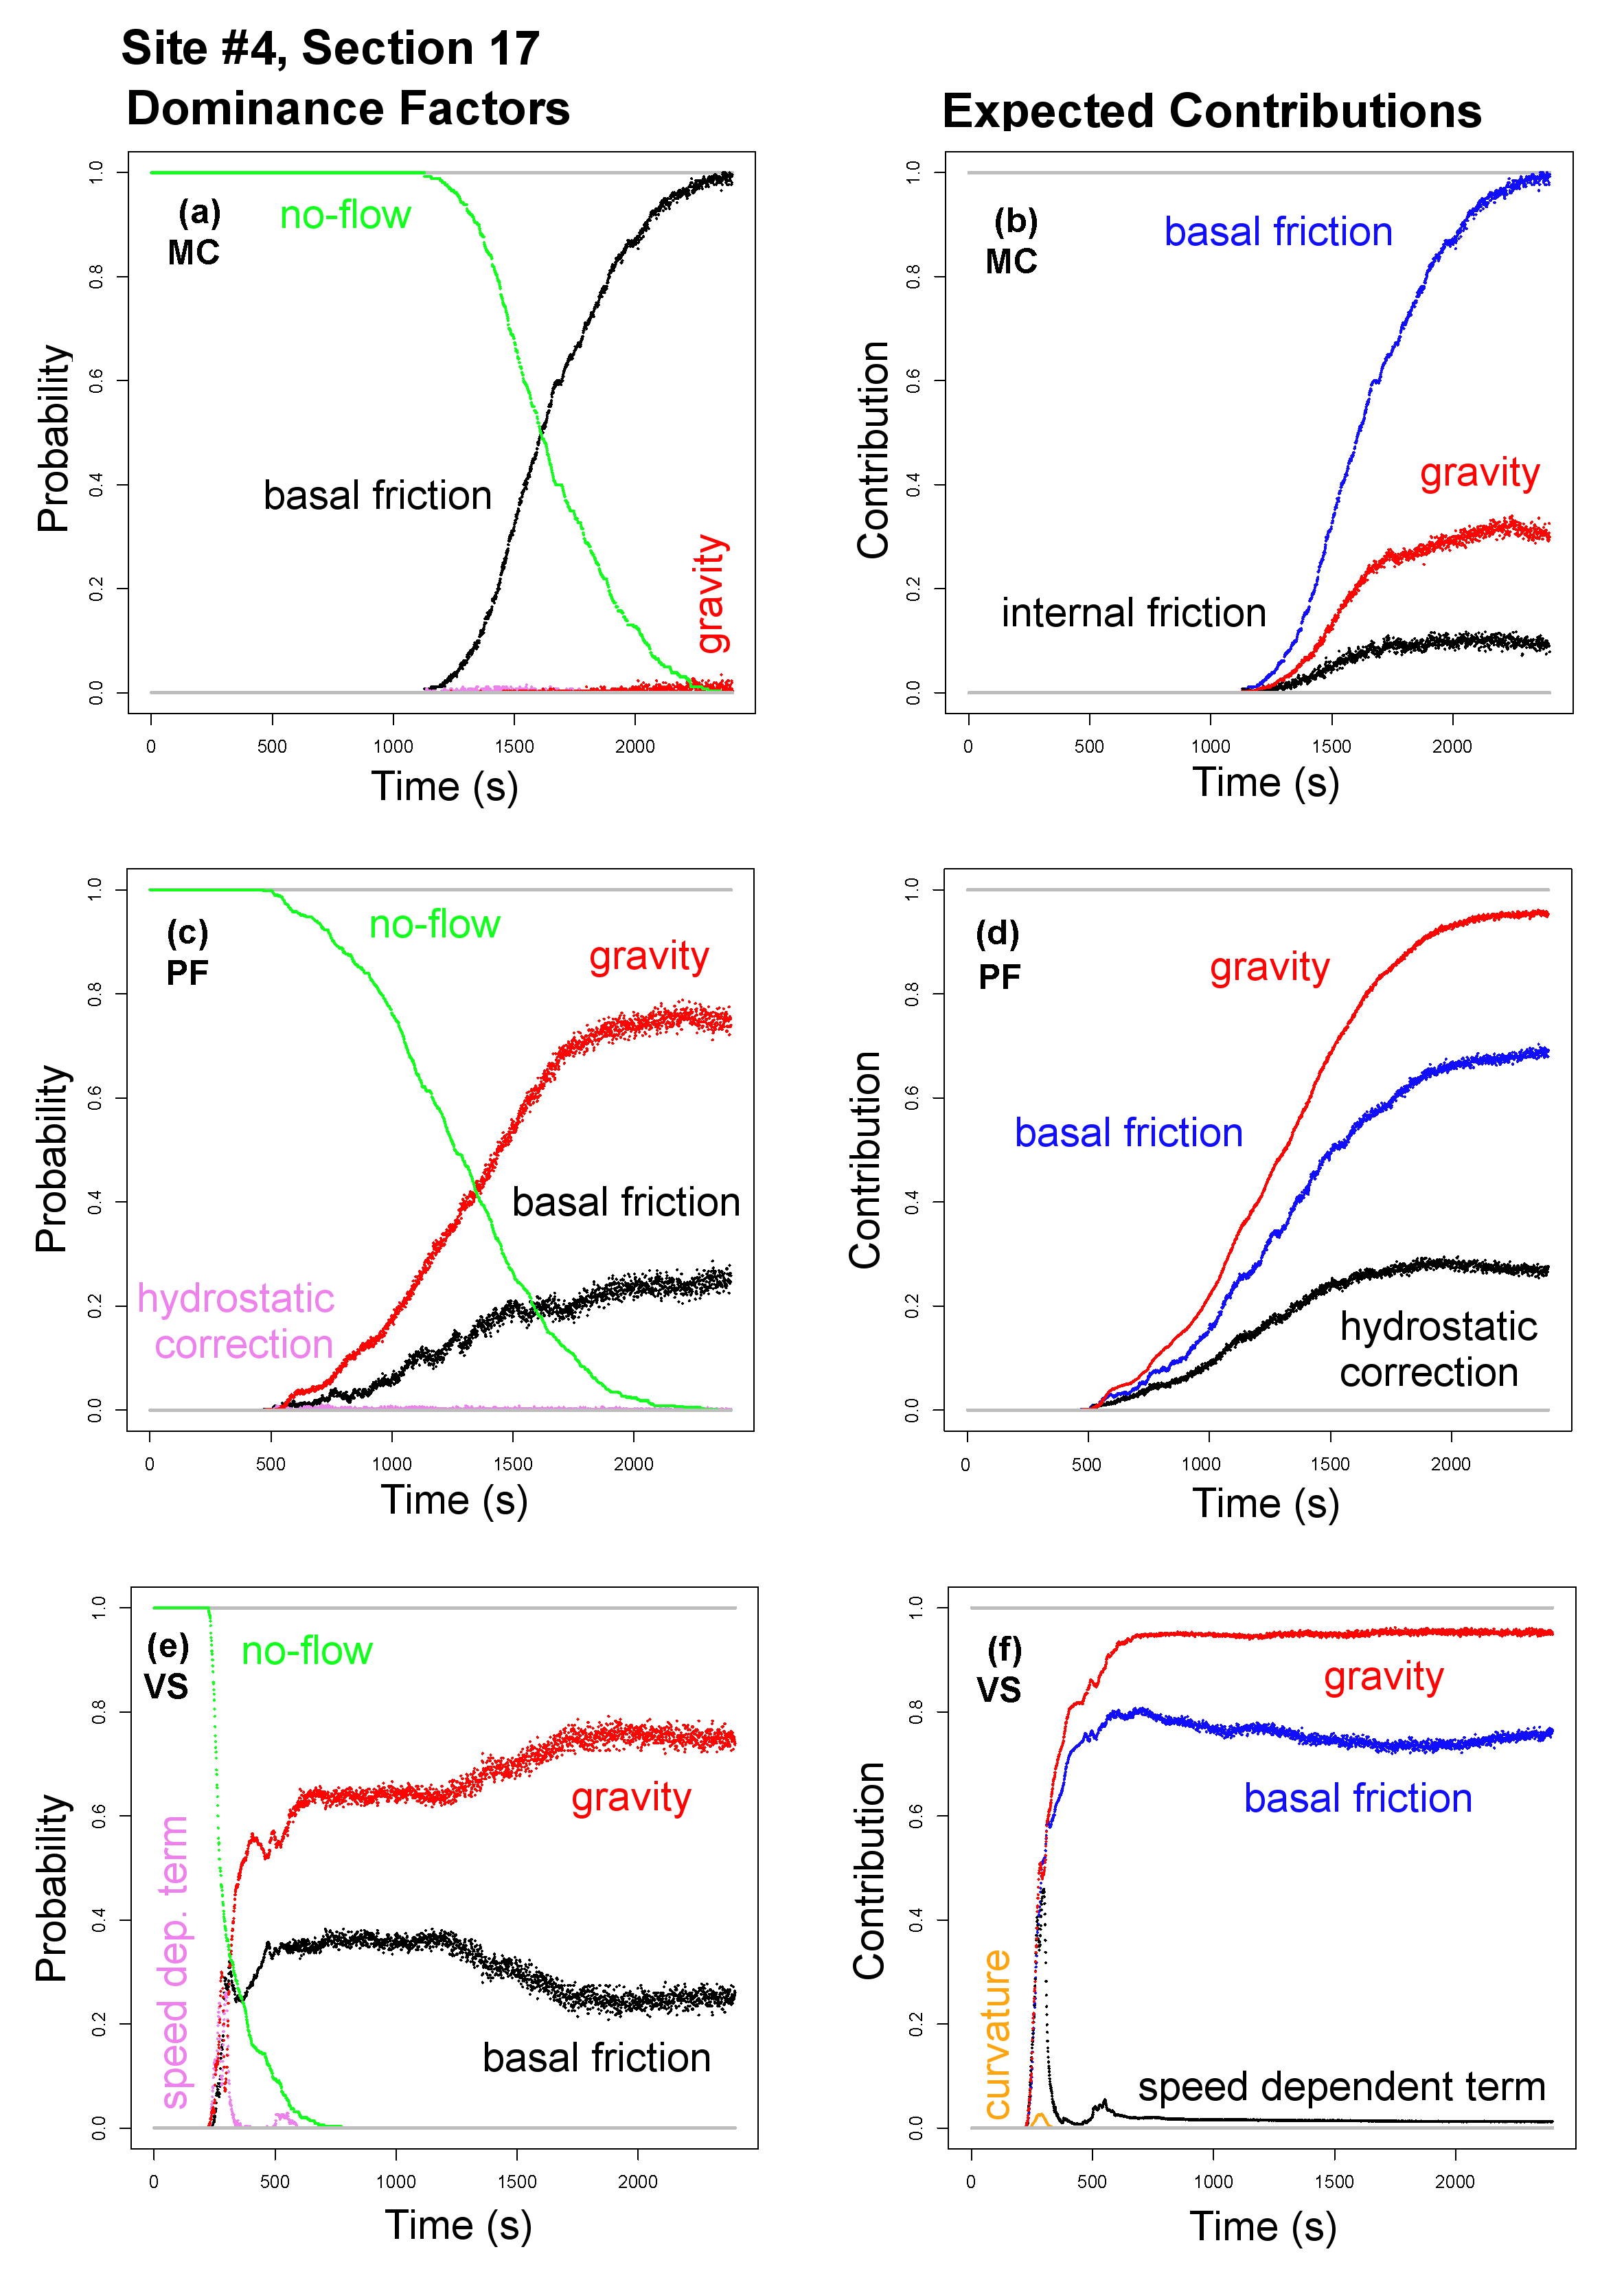 Site #4, Section 17
Dominance Factors
Expected Contributions
(a)
MC
no-flow
basal friction
gravity
Probability
1.0
0.8
0.6
0.4
0.2
0.0
0
500
1000
1500
2000
Time (s)
(b)
MC
basal friction
gravity
internal friction
Contribution
1.0
0.8
0.6
0.4
0.2
0.0
0
500
1000
1500
2000
Time (s)
(c)
PF
no-flow
gravity
basal friction
hydrostatic
correction
Probability
1.0
0.8
0.6
0.4
0.2
0.0
0
500
1000
1500
2000
Time (s)
(d)
PF
gravity
basal friction
hydrostatic
correction
Contribution
1.0
0.8
0.6
0.4
0.2
0.0
0
500
1000
1500
2000
Time (s)
(e)
VS
no-flow
gravity
speed dep. term
basal friction
Probability
1.0
0.8
0.6
0.4
0.2
0.0
0
500
1000
1500
2000
Time (s)
(f)
VS
gravity
basal friction
curvature
speed dependent term
Contribution
1.0
0.8
0.6
0.4
0.2
0.0
0
500
1000
1500
2000
Time (s)